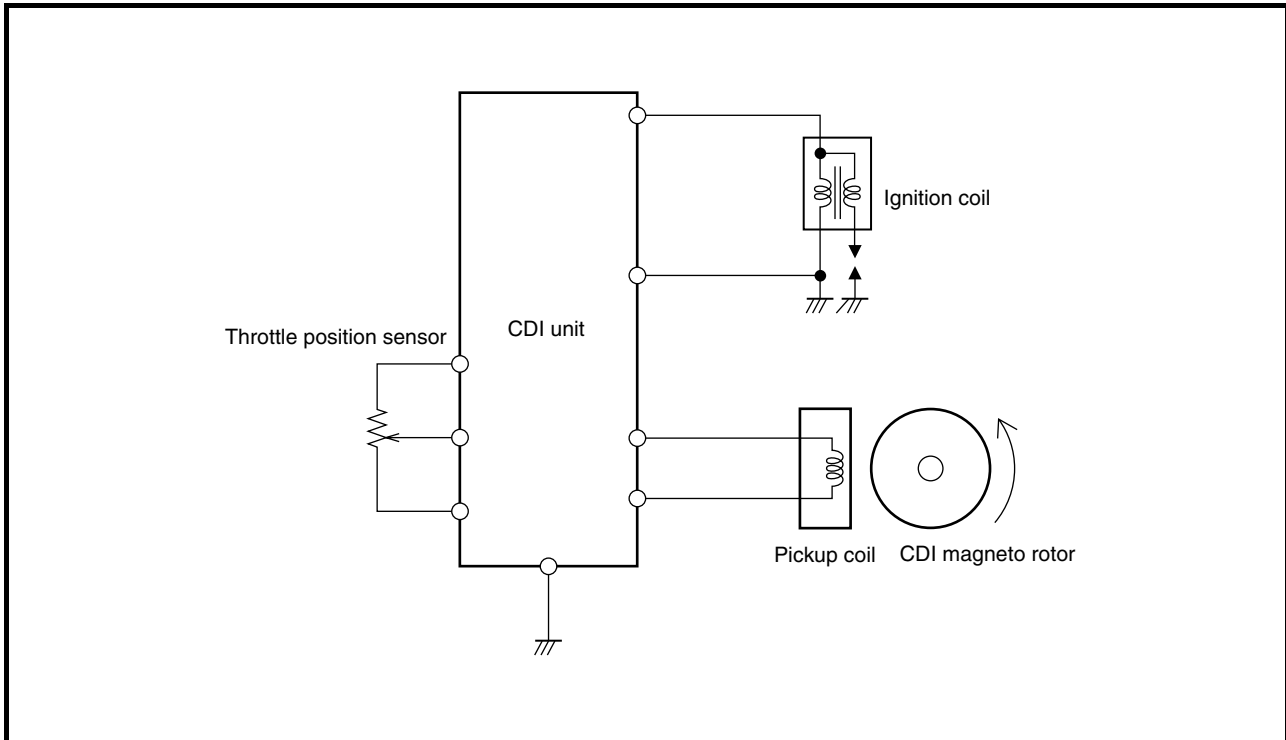 Ignition coil
CDI unit
Throttle position sensor
Pickup coil
CDI magneto rotor